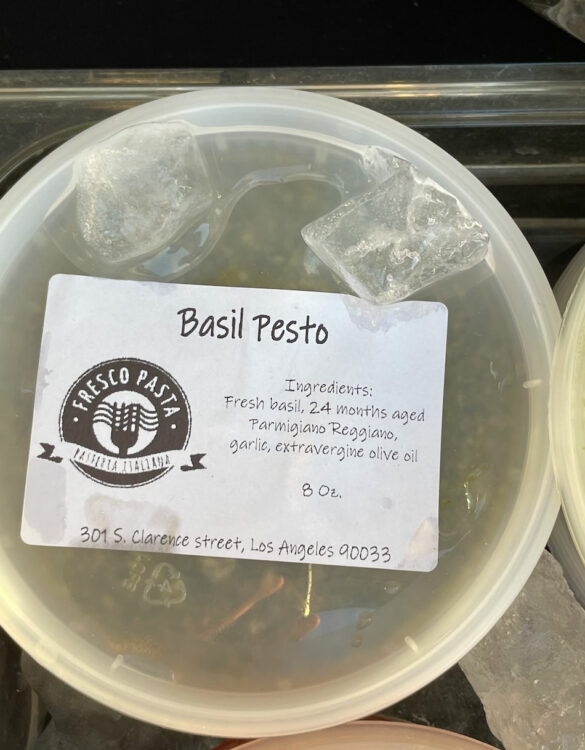 Basil Pesto
FRESCO PASTA
PASTERIA ITALIANA
Ingredients:
Fresh basil, 24 months aged
Parmigiano Reggiano,
garlic, extravergine olive oil
8 Oz.
301 S. Clarence street, Los Angeles 90033